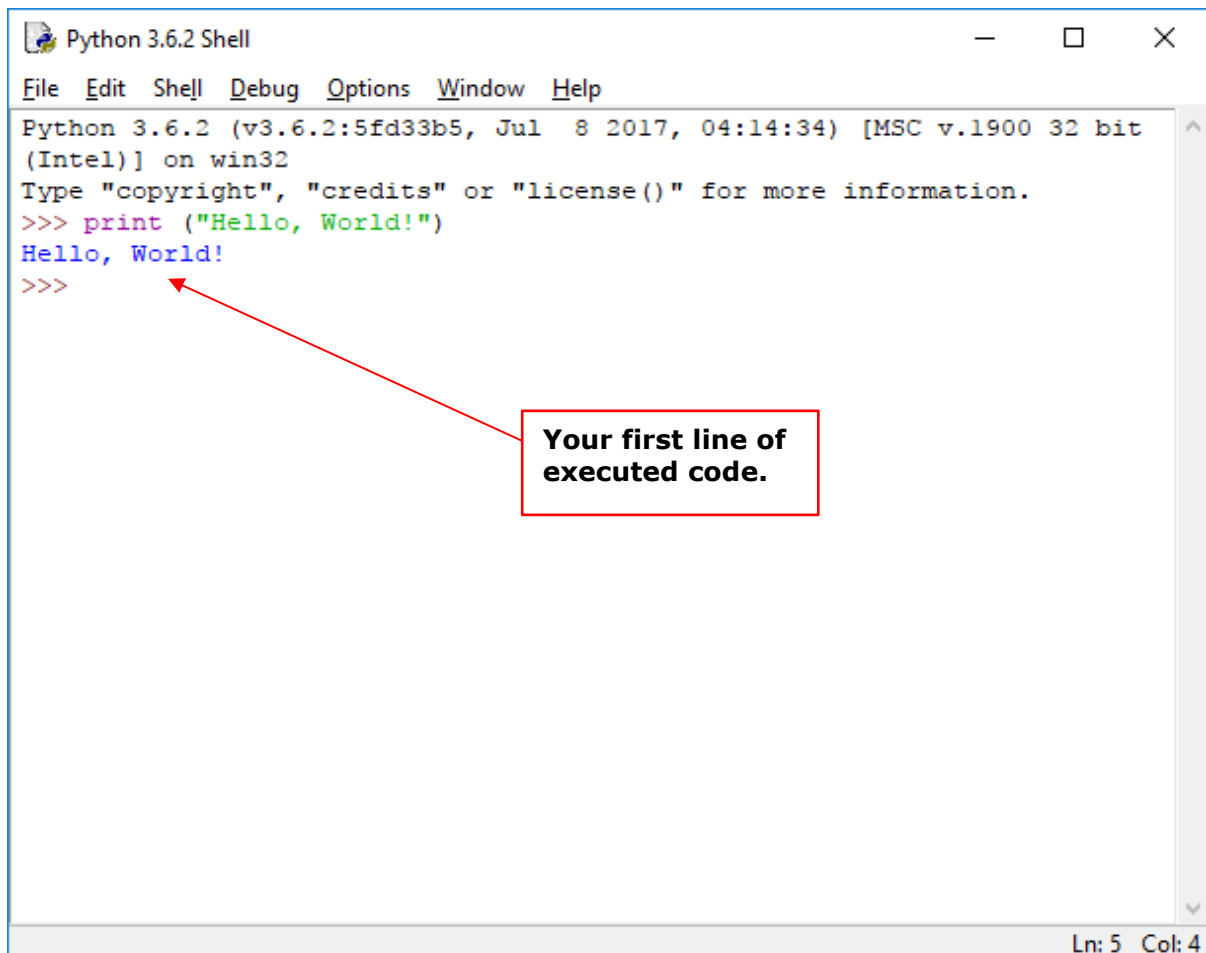 Python 3.6.2 Shell
File Edit Shell Debug Options Window Help
Python 3.6.2 (v3.6.2:5fd33b5, Jul  8 2017, 04:14:34) [MSC v.1900 32 bit
(Intel)] on win32
Type "copyright", "credits" or "license()" for more information.
>>> print ("Hello, World!")
Hello, World!
>>>
Your first line of
executed code.
Ln: 5 Col: 4